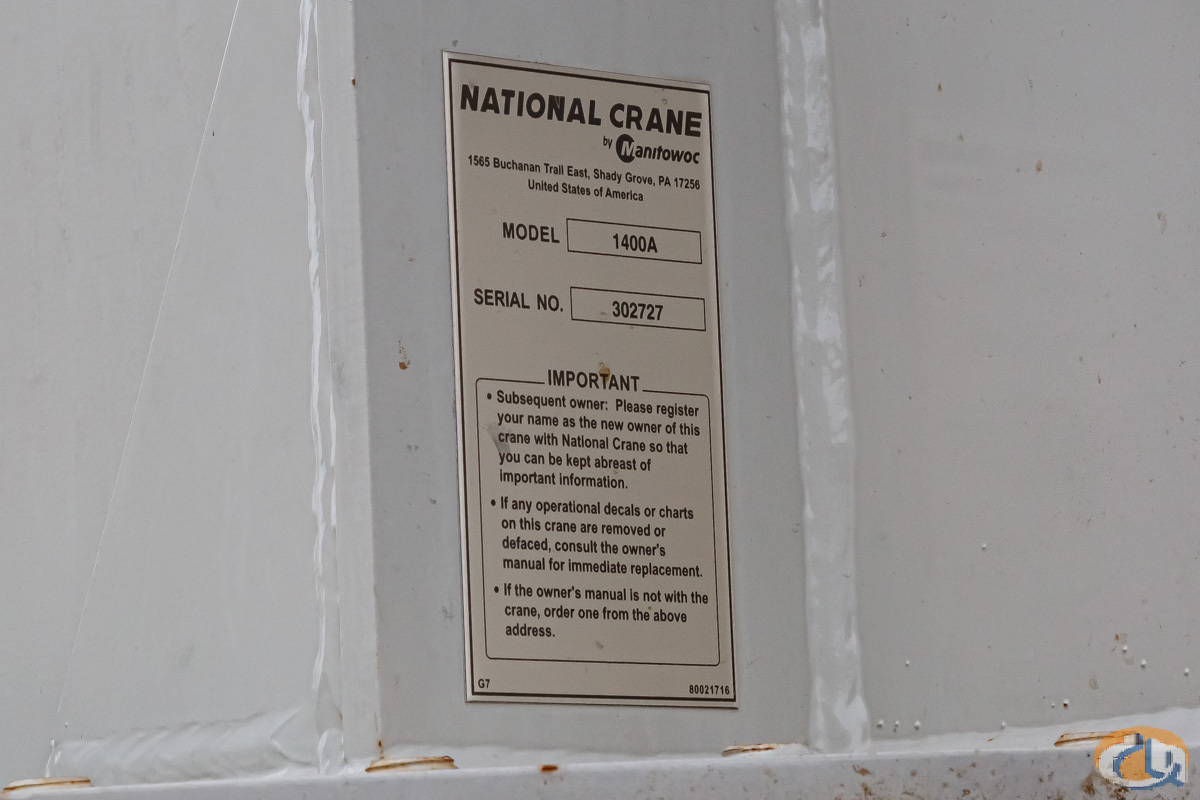 NATIONAL CRANE
by Manitowoc
1565 Buchanan Trail East, Shady Grove, PA 17256
United States of America
MODEL 1400A
SERIAL NO. 302727
IMPORTANT
• Subsequent owner: Please register
your name as the new owner of this
crane with National Crane so that
you can be kept abreast of
important information.
• If any operational decals or charts
on this crane are removed or
defaced, consult the owner's
manual for immediate replacement.
• If the owner's manual is not with the
crane, order one from the above
address.
G7 80021716